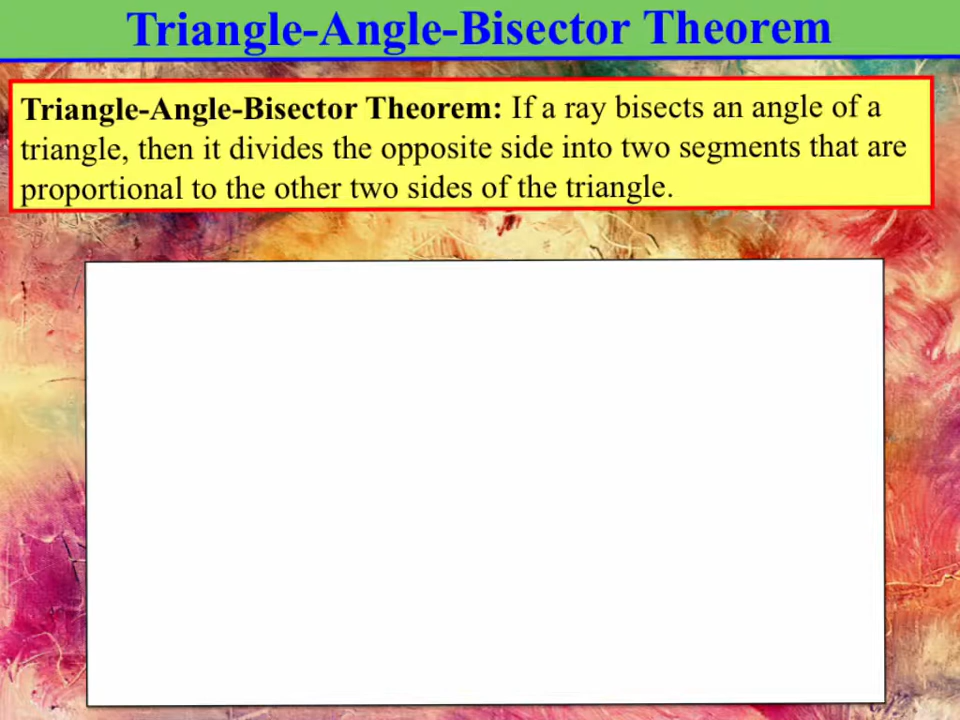 Triangle-Angle-Bisector Theorem
Triangle-Angle-Bisector Theorem: If a ray bisects an angle of a
triangle, then it divides the opposite side into two segments that are
proportional to the other two sides of the triangle.